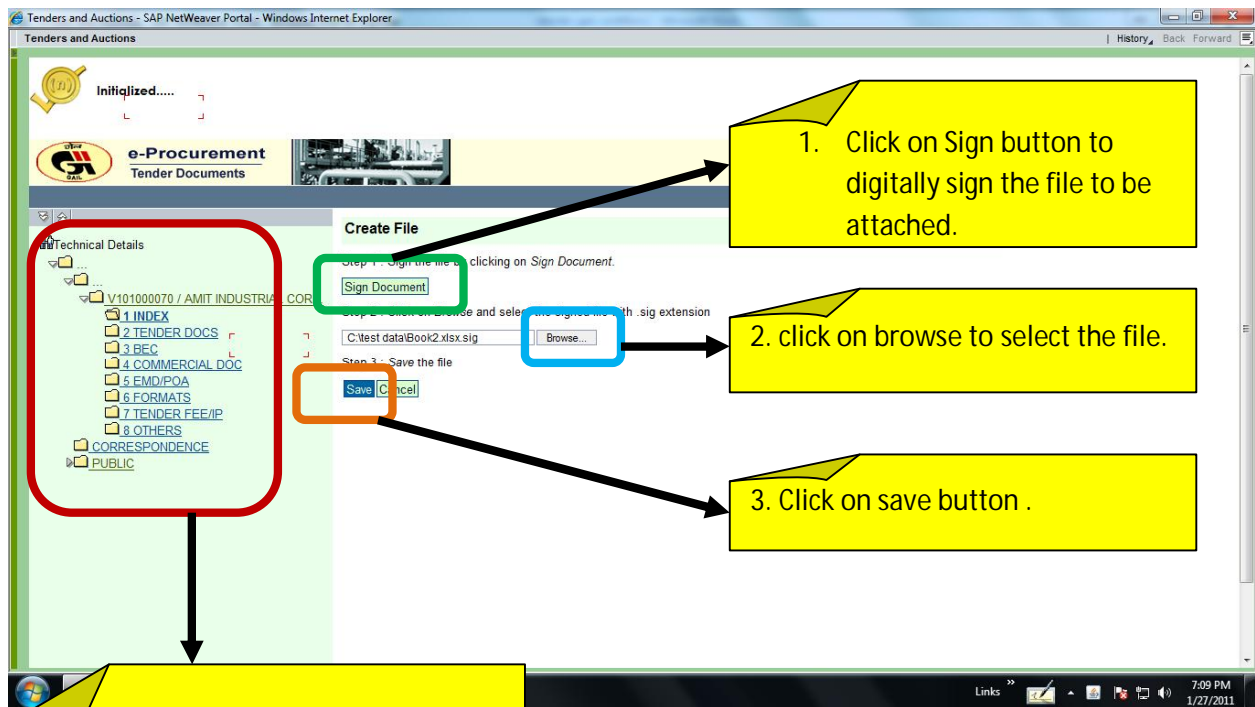 Tenders and Auctions - SAP NetWeaver Portal - Windows Internet Explorer
Tenders and Auctions
| History Back Forward
Initialized.....
e-Procurement
Tender Documents
GAIL
Technical Details
...
...
V101000070 / AMIT INDUSTRIAL COR
1 INDEX
2 TENDER DOCS
3 BEC
4 COMMERCIAL DOC
5 EMD/POA
6 FORMATS
7 TENDER FEE/IP
8 OTHERS
CORRESPONDENCE
PUBLIC
Create File
Step 1 : Sign the file by clicking on Sign Document.
Sign Document
Step 2 : Click on Browse and select the signed file with .sig extension
C:\test data\Book2.xlsx.sig Browse...
Step 3 : Save the file
Save Cancel
1. Click on Sign button to
digitally sign the file to be
attached.
2. click on browse to select the file.
3. Click on save button .
Links »
7:09 PM
1/27/2011